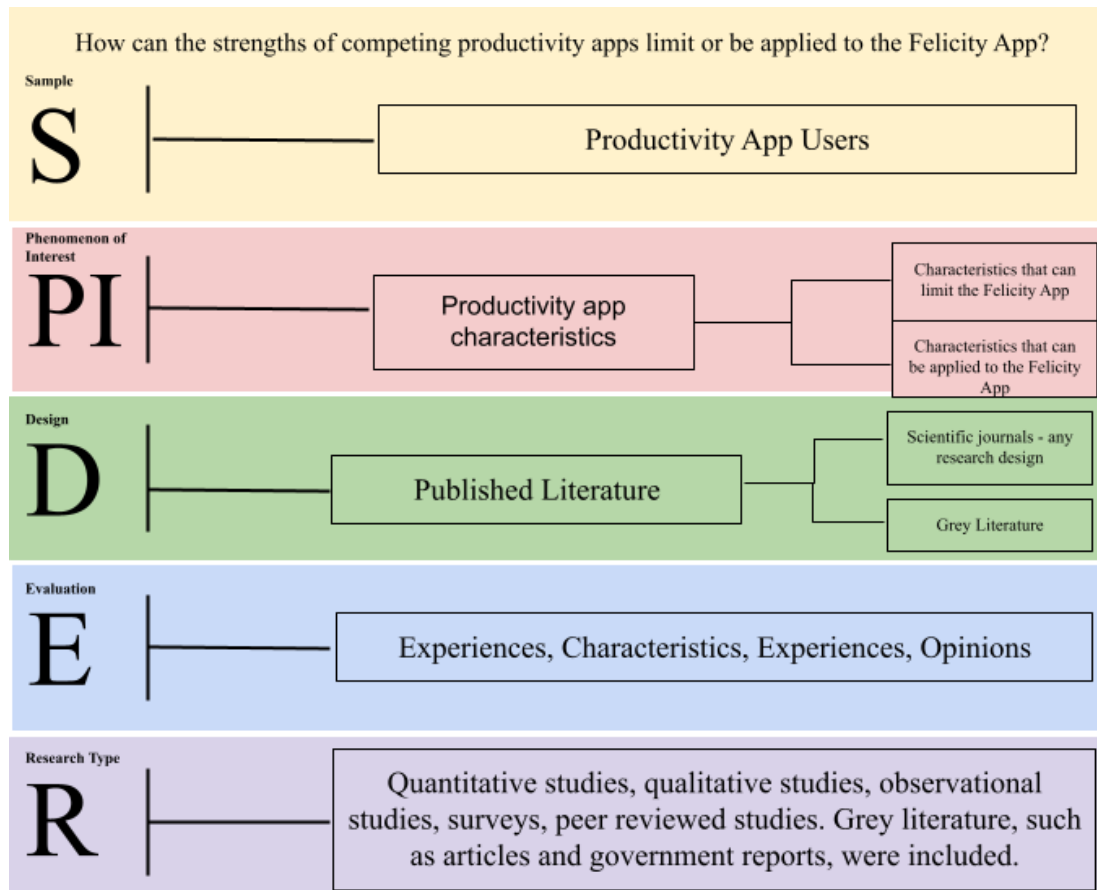 How can the strengths of competing productivity apps limit or be applied to the Felicity App?
Sample
S
Productivity App Users
Phenomenon of
Interest
PI
Productivity app
characteristics
Characteristics that can
limit the Felicity App
Characteristics that can
be applied to the Felicity
App
Design
D
Published Literature
Scientific journals - any
research design
Grey Literature
Evaluation
E
Experiences, Characteristics, Experiences, Opinions
Research Type
R
Quantitative studies, qualitative studies, observational
studies, surveys, peer reviewed studies. Grey literature, such
as articles and government reports, were included.